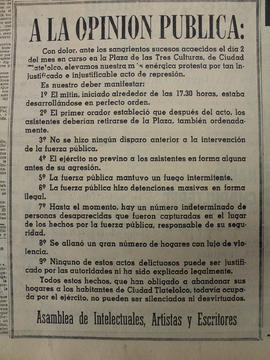 A LA OPINION PUBLICA:
Con dolor, ante los sangrientos sucesos acaecidos el día 2
del mes en curso en la Plaza de las Tres Culturas, de Ciudad
Tlatelolco, elevamos nuestra más enérgica protesta por tan in-
justificado e injustificable acto de represión.
Es nuestro deber manifestar:
1º El mitin, iniciado alrededor de las 17.30 horas, estaba
desarrollándose en perfecto orden.
2º El primer orador estableció que después del acto, los
asistentes deberían retirarse de la Plaza, también ordenada-
mente.
3º No se hizo ningún disparo anterior a la intervención
de la fuerza pública.
4º El ejército no previno a los asistentes en forma alguna
antes de su agresión.
5º La fuerza pública mantuvo un fuego intermitente.
6º La fuerza pública hizo detenciones masivas en forma
ilegal.
7º Hasta el momento, hay un número indeterminado de
personas desaparecidas que fueron capturadas en el lugar
de los hechos por la fuerza pública, responsable de su segu-
ridad.
8º Se allanó un gran número de hogares con lujo de vio-
lencia.
9º Ninguno de estos actos delictuosos puede ser justifi-
cado por las autoridades ni ha sido explicado legalmente.
Todos estos hechos, que han obligado a abandonar sus
hogares a los habitantes de Ciudad Tlatelolco, todavía ocupa-
da por el ejército, no pueden ser silenciados ni desvirtuados.
Asamblea de Intelectuales, Artistas y Escritores